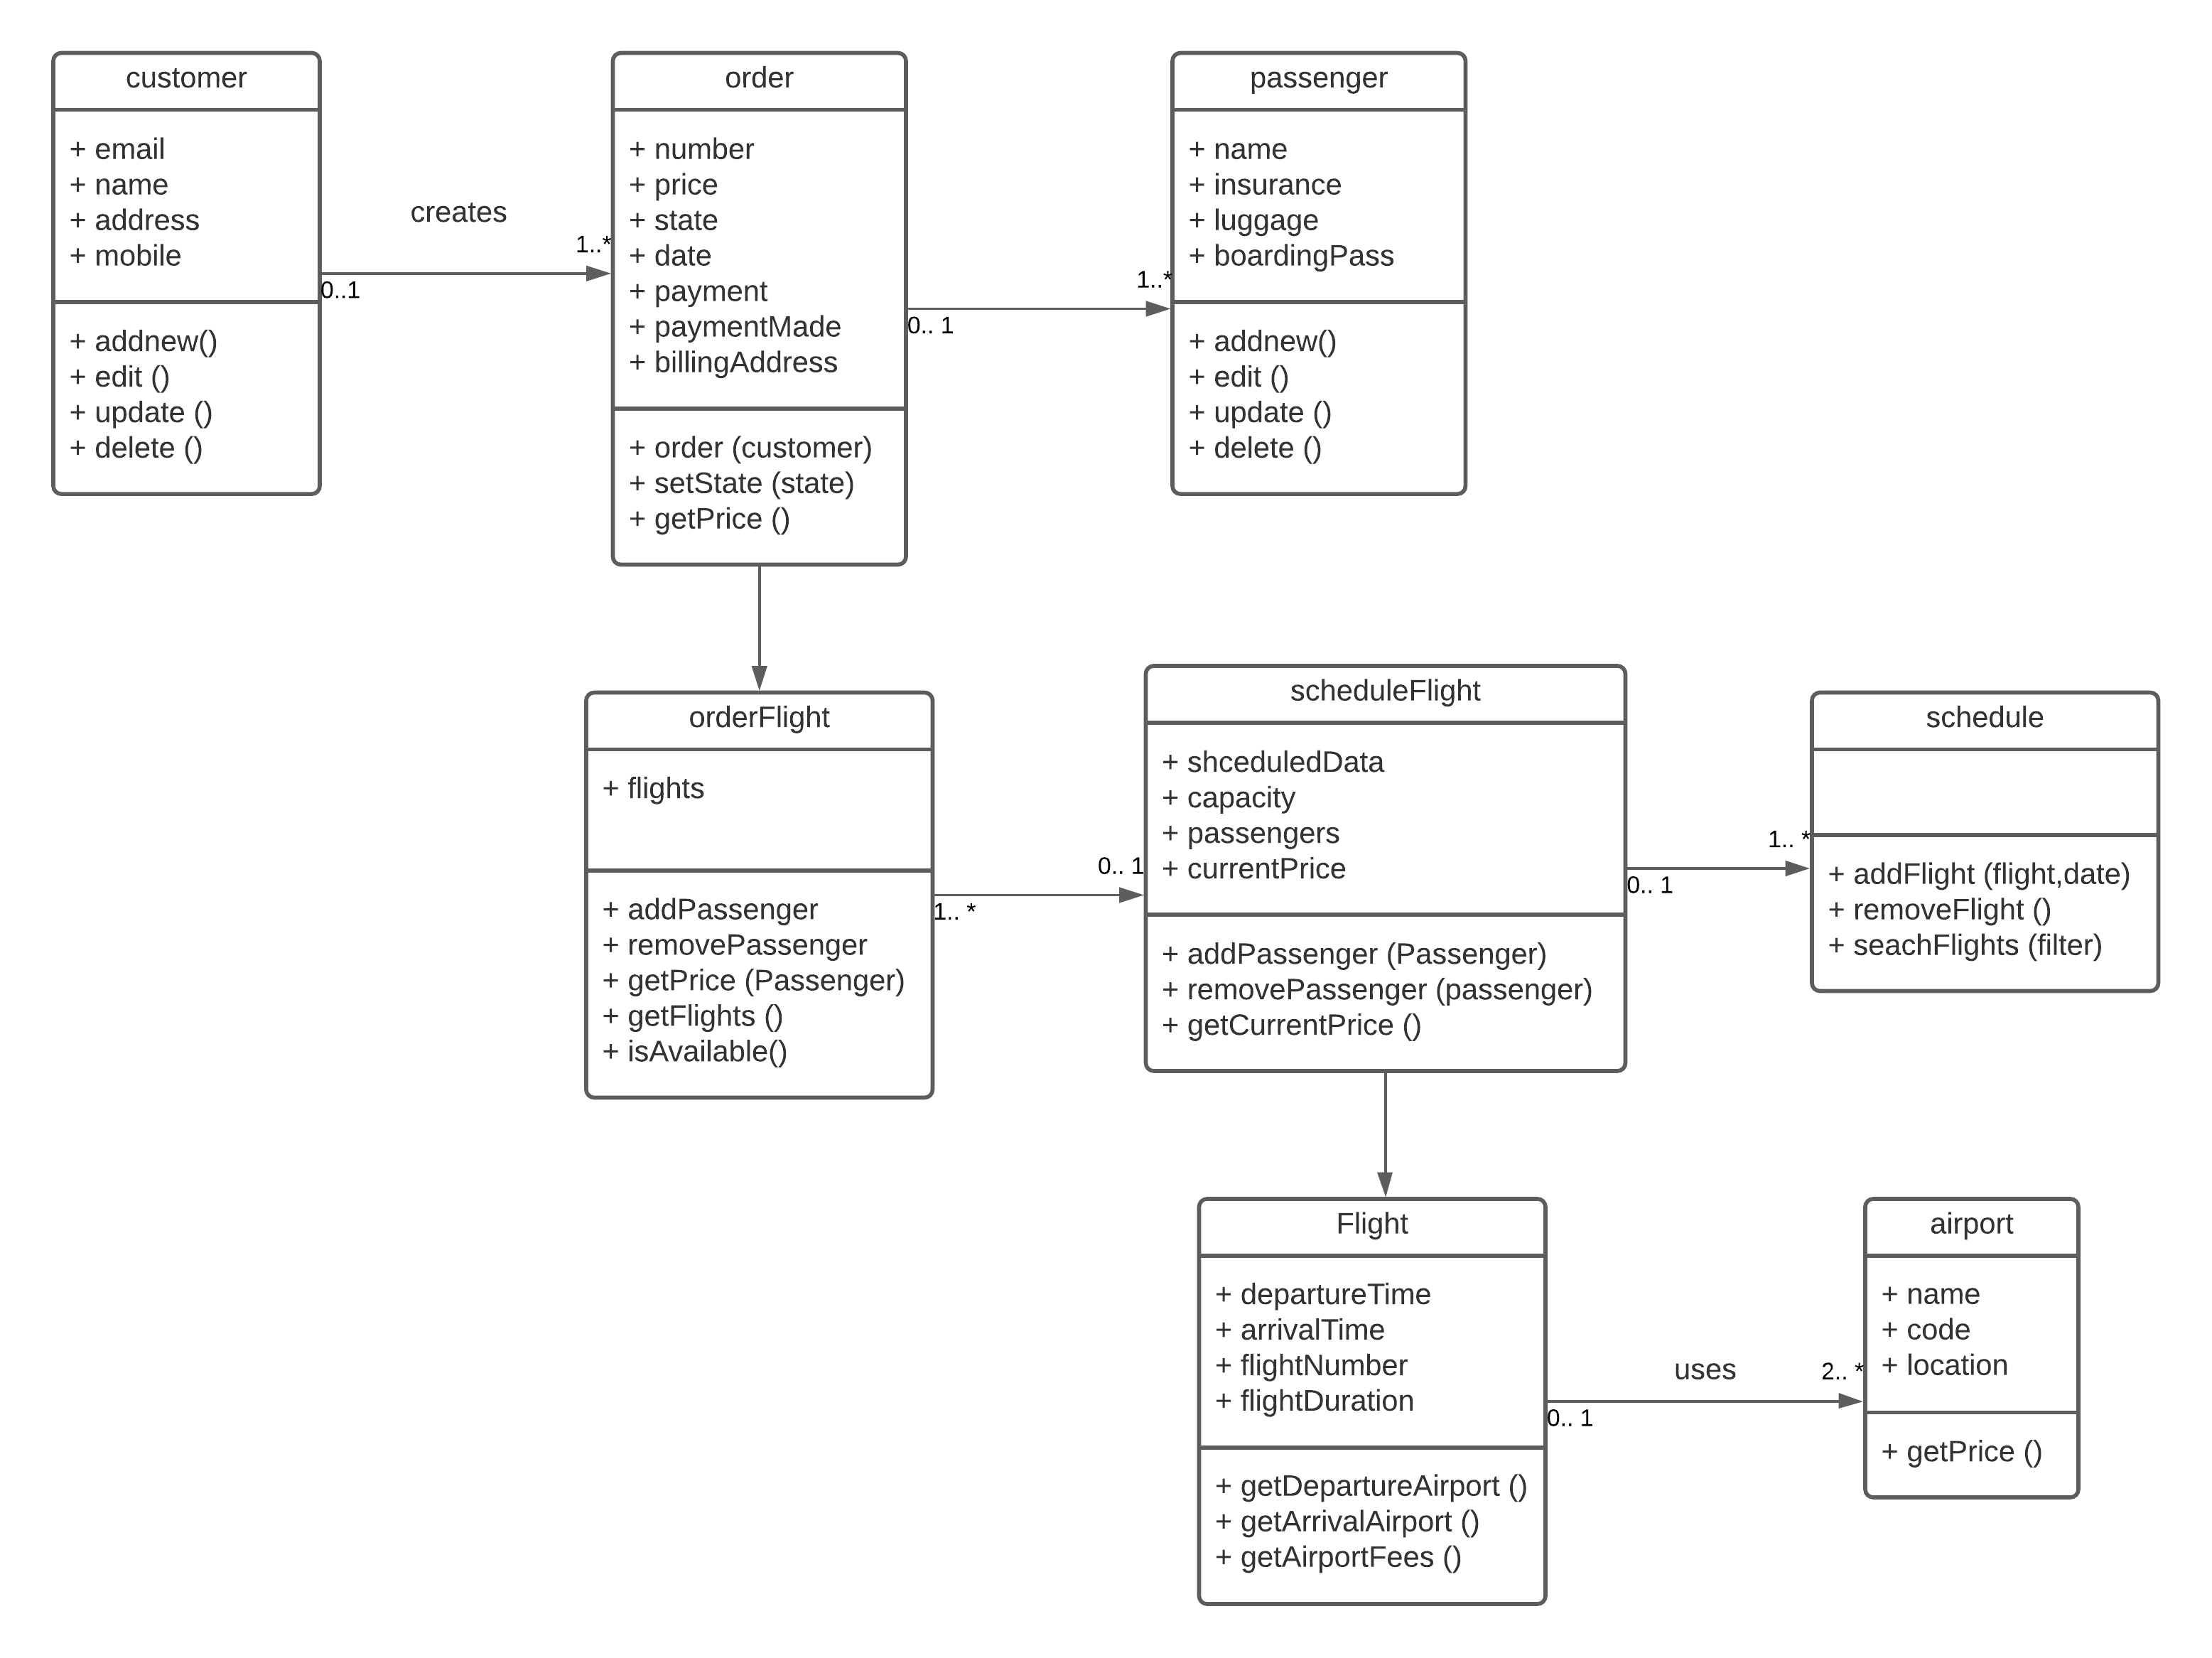 customer
+ email
+ name
+ address
+ mobile
+ addnew()
+ edit ()
+ update ()
+ delete ()
creates
0..1
1..*
order
+ number
+ price
+ state
+ date
+ payment
+ paymentMade
+ billingAddress
+ order (customer)
+ setState (state)
+ getPrice ()
0.. 1
1..*
passenger
+ name
+ insurance
+ luggage
+ boardingPass
+ addnew()
+ edit ()
+ update ()
+ delete ()
orderFlight
+ flights
+ addPassenger
+ removePassenger
+ getPrice (Passenger)
+ getFlights ()
+ isAvailable()
1.. *
0.. 1
scheduleFlight
+ shceduledData
+ capacity
+ passengers
+ currentPrice
+ addPassenger (Passenger)
+ removePassenger (passenger)
+ getCurrentPrice ()
0.. 1
1.. *
schedule
+ addFlight (flight,date)
+ removeFlight ()
+ seachFlights (filter)
Flight
+ departureTime
+ arrivalTime
+ flightNumber
+ flightDuration
+ getDepartureAirport ()
+ getArrivalAirport ()
+ getAirportFees ()
uses
0.. 1
2.. *
airport
+ name
+ code
+ location
+ getPrice ()